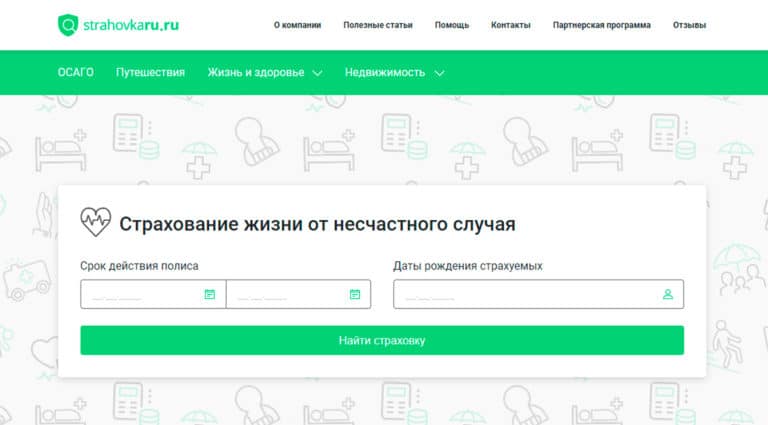 strahovkaru.ru
О компании Полезные статьи Помощь Контакты Партнерская программа Отзывы
ОСАГО Путешествия Жизнь и здоровье Недвижимость
Страхование жизни от несчастного случая
Срок действия полиса Даты рождения страхуемых
__.__.____ __.__.____ __.__.____
Найти страховку